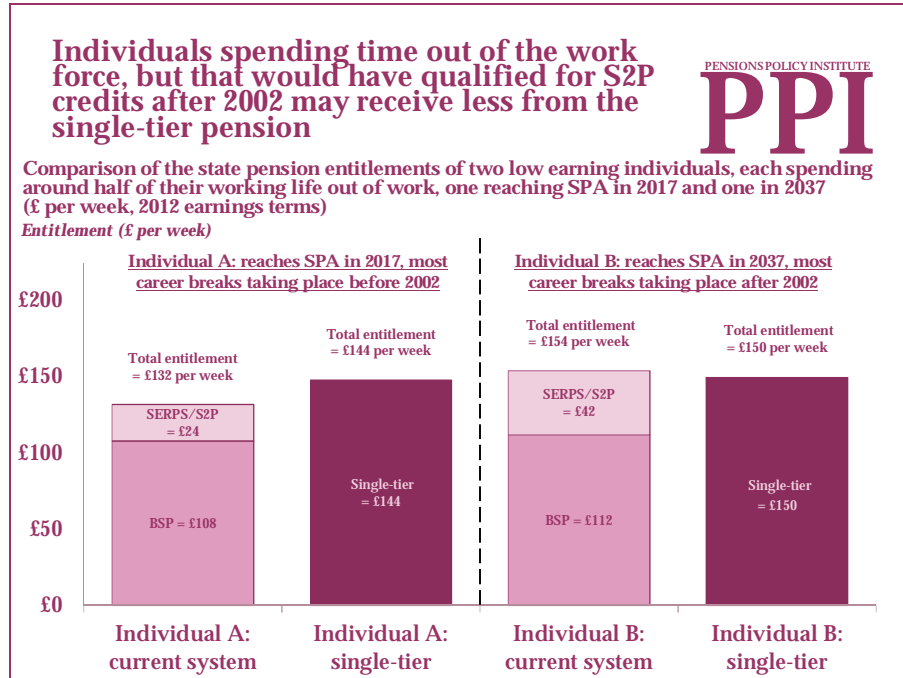 Individuals spending time out of the work
force, but that would have qualified for S2P
credits after 2002 may receive less from the
single-tier pension
PENSIONS POLICY INSTITUTE
PPI
Comparison of the state pension entitlements of two low earning individuals, each spending
around half of their working life out of work, one reaching SPA in 2017 and one in 2037
(£ per week, 2012 earnings terms)
Entitlement (£ per week)
Individual A: reaches SPA in 2017, most
career breaks taking place before 2002
Individual B: reaches SPA in 2037, most
career breaks taking place after 2002
£200
£150
£100
£50
£0
Total entitlement
= £132 per week
SERPS/S2P
= £24
BSP = £108
Total entitlement
= £144 per week
Single-tier
= £144
Total entitlement
= £154 per week
SERPS/S2P
= £42
BSP = £112
Total entitlement
= £150 per week
Single-tier
= £150
Individual A:
current system
Individual A:
single-tier
Individual B:
current system
Individual B:
single-tier